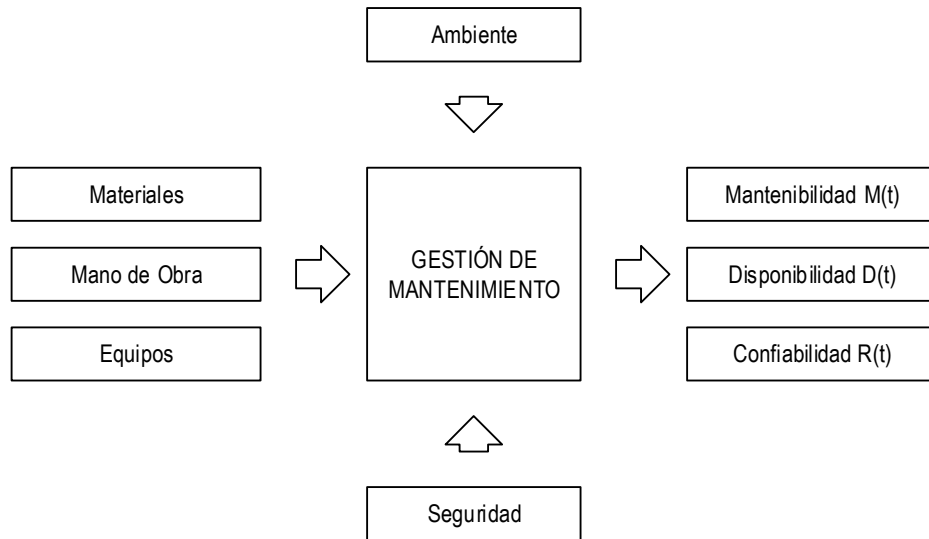 Ambiente
Materiales
Mano de Obra
Equipos
GESTIÓN DE
MANTENIMIENTO
Mantenibilidad M(t)
Disponibilidad D(t)
Confiabilidad R(t)
Seguridad